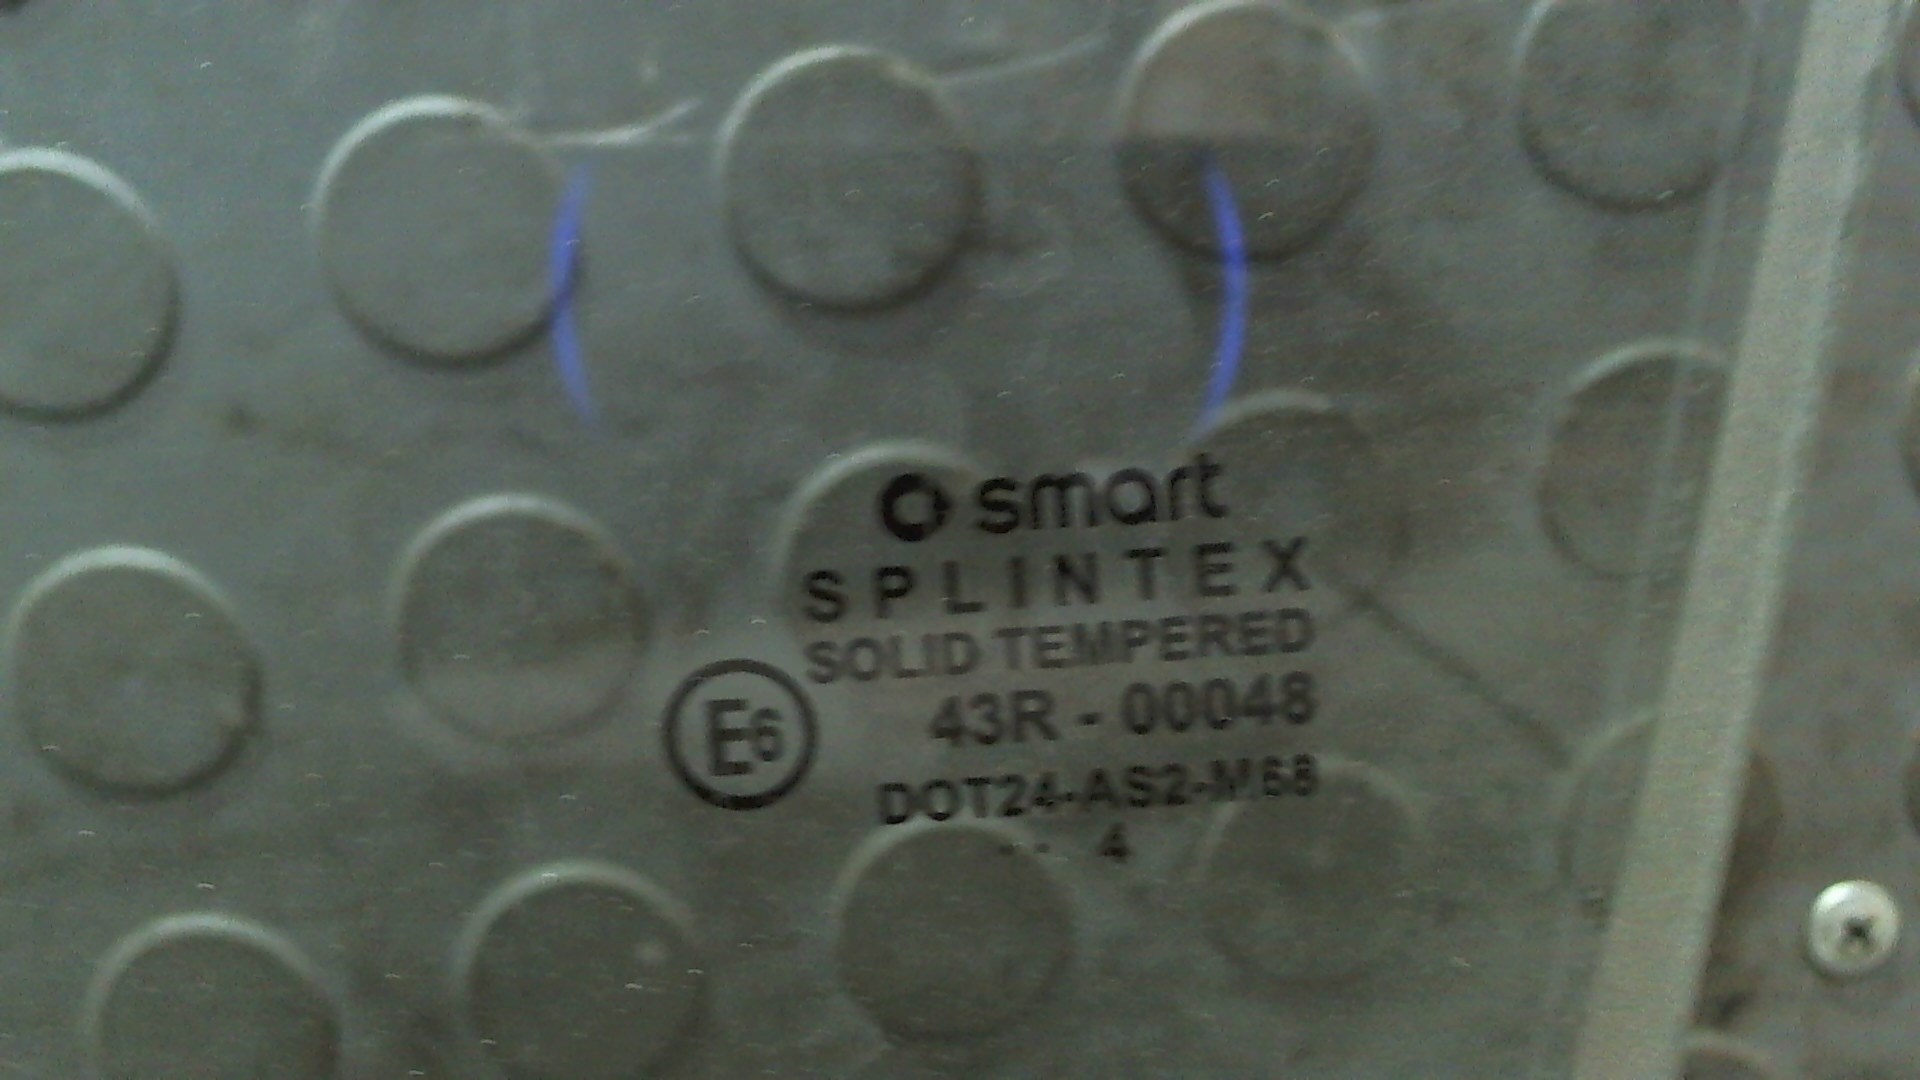 smart
SPLINTEX
SOLID TEMPERED
E6
43R - 00048
DOT24-AS2-M68
.. 4